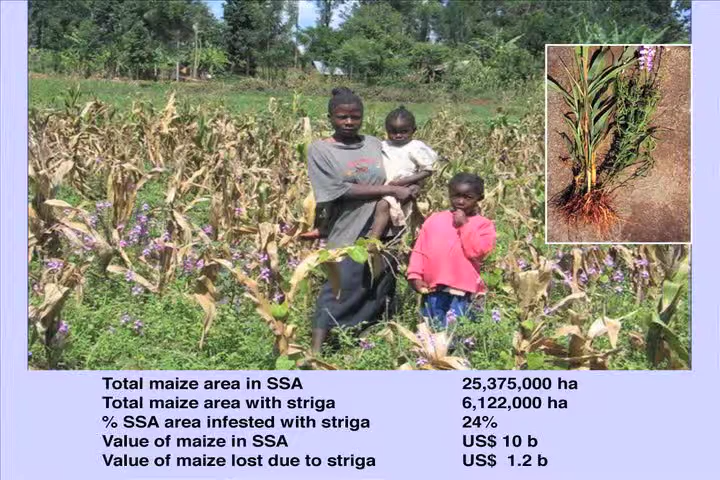 Total maize area in SSA 25,375,000 ha
Total maize area with striga 6,122,000 ha
% SSA area infested with striga 24%
Value of maize in SSA US$ 10 b
Value of maize lost due to striga US$ 1.2 b